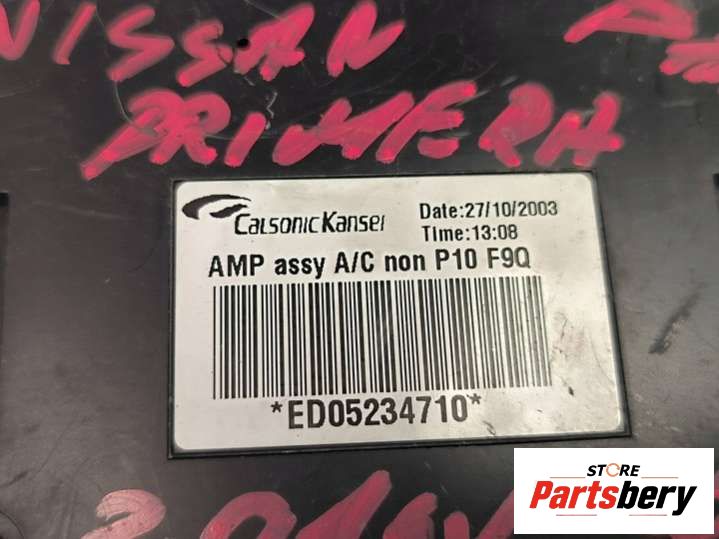 NISSAN
PRIMERA
CalsonicKansei
Date:27/10/2003
Time:13:08
AMP assy A/C non P10 F9Q
*ED05234710*
STORE
Partsbery